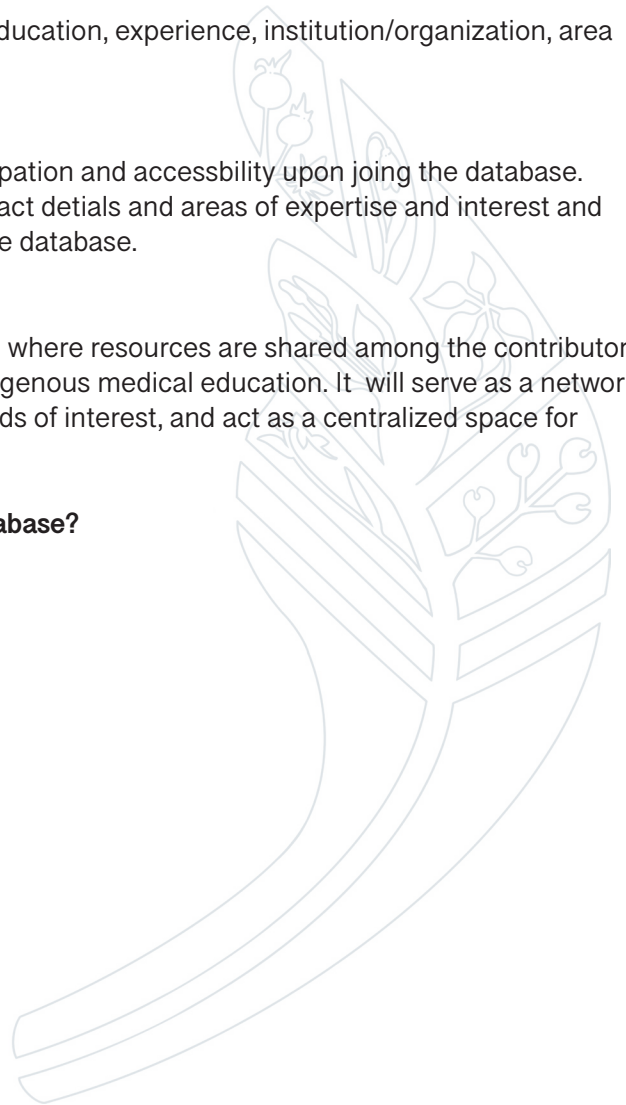 ducation, experience, institution/organization, area
pation and accessbility upon joing the database.
act detials and areas of expertise and interest and
e database.
where resources are shared among the contributor
genous medical education. It will serve as a networ
ds of interest, and act as a centralized space for
abase?